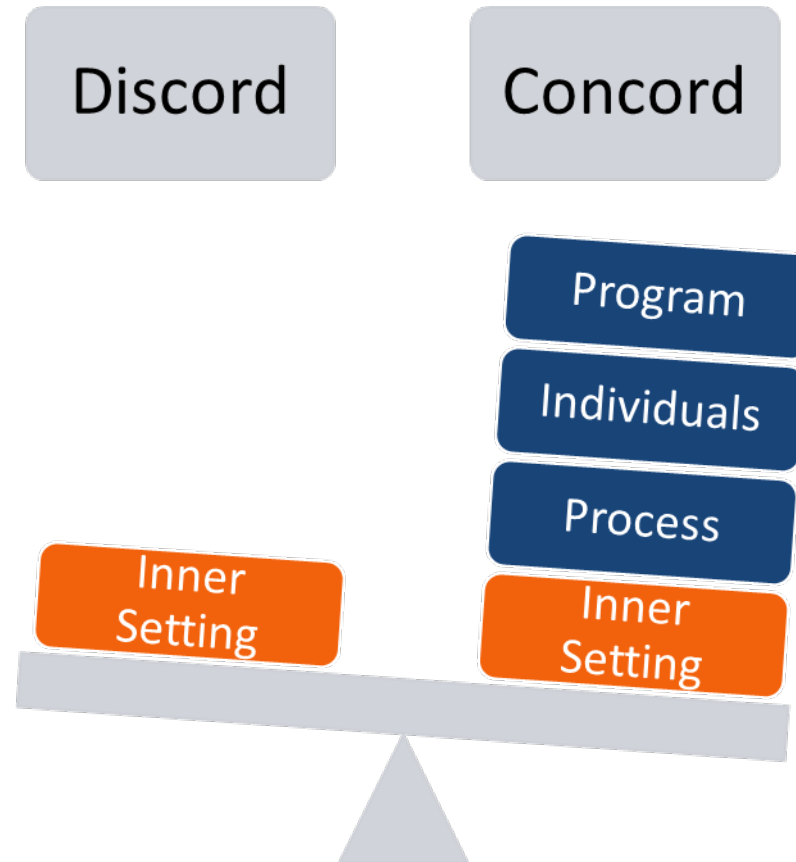 Discord
Concord
Program
Individuals
Process
Inner
Setting
Inner
Setting